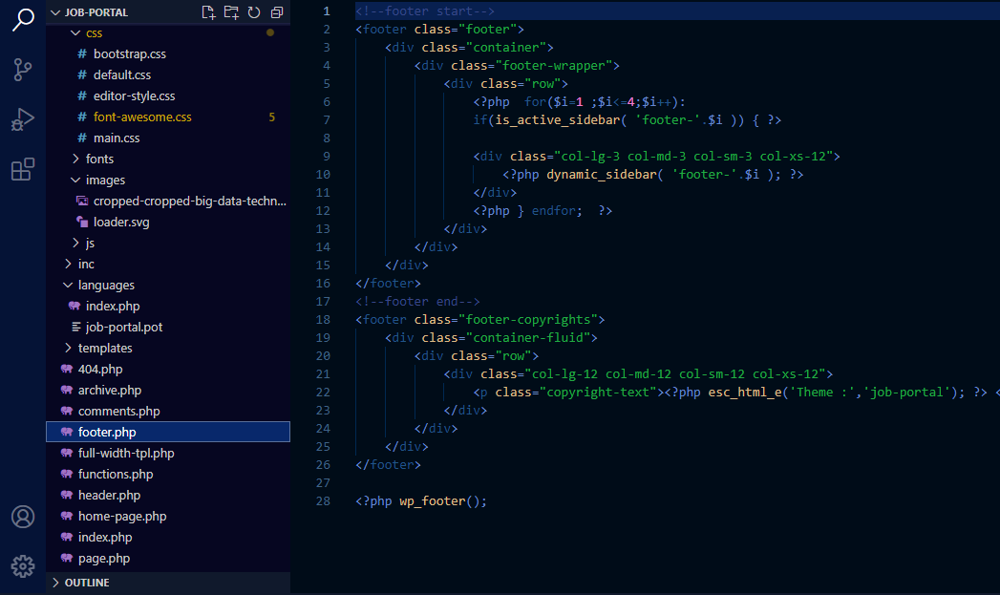 JOB-PORTAL
css
# bootstrap.css
# default.css
# editor-style.css
# font-awesome.css 5
# main.css
fonts
images
cropped-cropped-big-data-techn...
loader.svg
js
inc
languages
index.php
job-portal.pot
templates
404.php
archive.php
comments.php
footer.php
full-width-tpl.php
functions.php
header.php
home-page.php
index.php
page.php
OUTLINE
1 <!--footer start-->
2 <footer class="footer">
3 <div class="container">
4 <div class="footer-wrapper">
5 <div class="row">
6 <?php  for($i=1 ;$i<=4;$i++):
7 if(is_active_sidebar( 'footer-'.$i )) { ?>
8
9 <div class="col-lg-3 col-md-3 col-sm-3 col-xs-12">
10 <?php dynamic_sidebar( 'footer-'.$i ); ?>
11 </div>
12 <?php } endfor;  ?>
13 </div>
14 </div>
15 </div>
16 </footer>
17 <!--footer end-->
18 <footer class="footer-copyrights">
19 <div class="container-fluid">
20 <div class="row">
21 <div class="col-lg-12 col-md-12 col-sm-12 col-xs-12">
22 <p class="copyright-text"><?php esc_html_e('Theme :','job-portal'); ?> <
23 </div>
24 </div>
25 </div>
26 </footer>
27
28 <?php wp_footer();